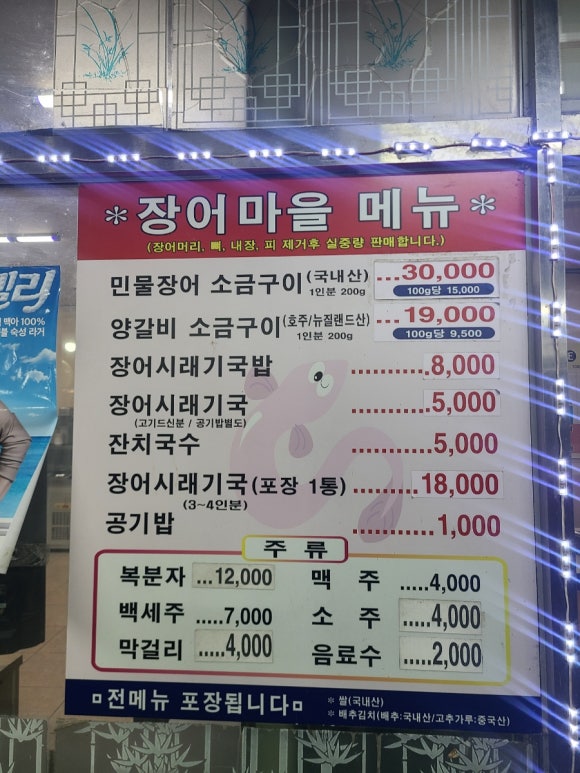 *장어마을 메뉴*
(장어머리, 뼈, 내장, 피 제거후 실중량 판매합니다.)
민물장어 소금구이(국내산) 1인분 200g ...30,000
100g당 15,000
양갈비 소금구이(호주/뉴질랜드산) 1인분 200g ...19,000
100g당 9,500
장어시래기국밥 ..........8,000
장어시래기국 ..........5,000
(고기드신분 / 공기밥별도)
잔치국수 ..........5,000
장어시래기국(포장 1통) .........18,000
(3~4인분)
공기밥 ..........1,000
주 류
복분자 ...12,000
맥 주 .....4,000
백세주 .....7,000
소 주 .....4,000
막걸리 .....4,000
음료수 .....2,000
전메뉴 포장됩니다
* 쌀(국내산)
* 배추김치(배추:국내산/고추가루:중국산)
밀리
백아 100%
숙성 라거